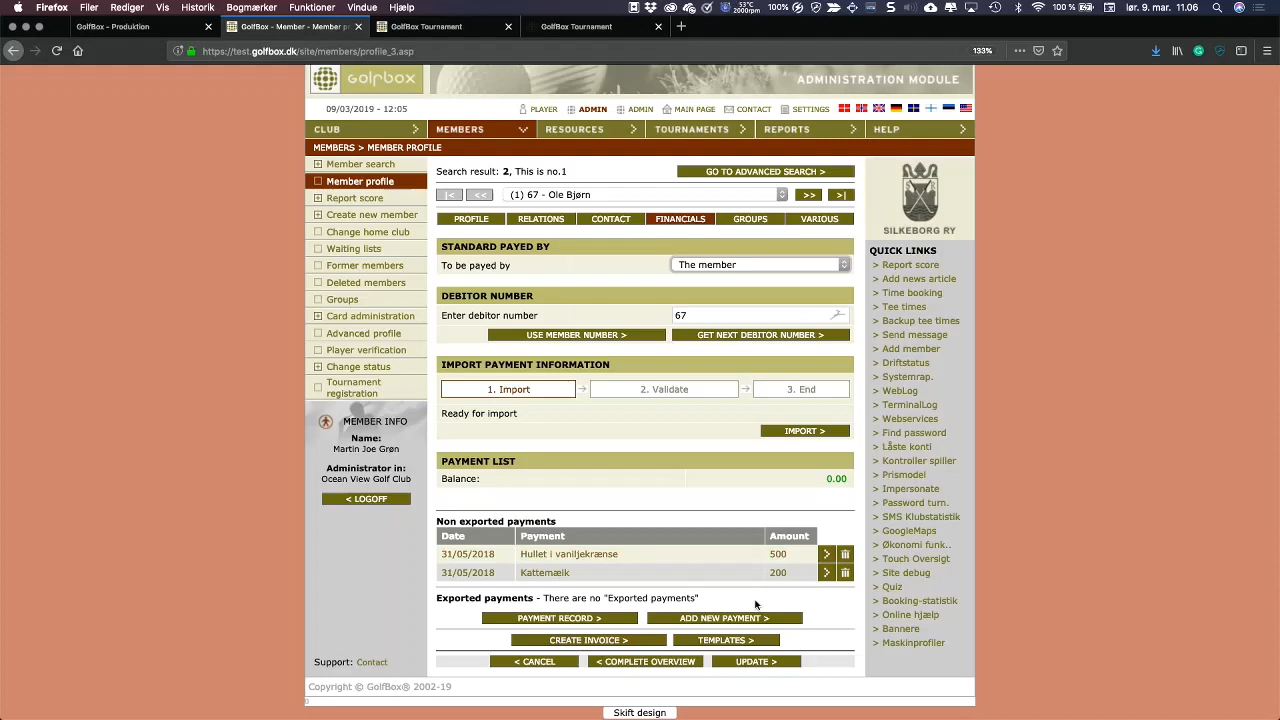 Firefox Filer Rediger Vis Historik Bogmærker Værktøj Vindue Hjælp
53°C 2000rpm 100% lør. 9. mar. 11.06
GolfBox - Produktion
GolfBox - Member - Member pr
GolfBox Tournament
GolfBox Tournament
https://test.golfbox.dk/site/members/profile_3.asp
133%
GOLFBOX
ADMINISTRATION MODULE
09/03/2019 - 12:05
PLAYER ADMIN ADMIN MAIN PAGE CONTACT SETTINGS
CLUB MEMBERS RESOURCES TOURNAMENTS REPORTS HELP
MEMBERS > MEMBER PROFILE
Member search
Member profile
Report score
Create new member
Change home club
Waiting lists
Former members
Deleted members
Groups
Card administration
Advanced profile
Player verification
Change status
Tournament
registration
MEMBER INFO
Name:
Martin Joe Grøn
Administrator in:
Ocean View Golf Club
< LOGOFF
Support: Contact
Search result: 2, This is no.1
GO TO ADVANCED SEARCH >
|< << (1) 67 - Ole Bjørn >> >|
PROFILE RELATIONS CONTACT FINANCIALS GROUPS VARIOUS
STANDARD PAYED BY
To be payed by The member
DEBITOR NUMBER
Enter debitor number 67
USE MEMBER NUMBER > GET NEXT DEBITOR NUMBER >
IMPORT PAYMENT INFORMATION
1. Import 2. Validate 3. End
Ready for import
IMPORT >
PAYMENT LIST
Balance: 0.00
Non exported payments
Date Payment Amount
31/05/2018 Hullet i vaniljekrænse 500
31/05/2018 Kattemælk 200
Exported payments - There are no "Exported payments"
PAYMENT RECORD > ADD NEW PAYMENT >
CREATE INVOICE > TEMPLATES >
< CANCEL < COMPLETE OVERVIEW UPDATE >
SILKEBORG RY
QUICK LINKS
> Report score
> Add news article
> Time booking
> Tee times
> Backup tee times
> Send message
> Add member
> Driftstatus
> Systemrap.
> WebLog
> TerminalLog
> Webservices
> Find password
> Låste konti
> Kontroller spiller
> Prismodel
> Impersonate
> Password turn.
> SMS Klubstatistik
> GoogleMaps
> Økonomi funk..
> Touch Oversigt
> Site debug
> Quiz
> Booking-statistik
> Online hjælp
> Bannere
> Maskinprofiler
Copyright © GolfBox® 2002-19
Skift design